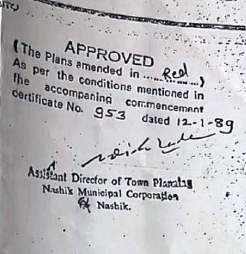 APPROVED
(The Plans amended in ..... Red .....)
As per the conditions mentioned in
the accompaning commencement
certificate No. 953 dated 12-1-89
Assistant Director of Town Planalag
Nashik Municipal Corporation
Nashik.